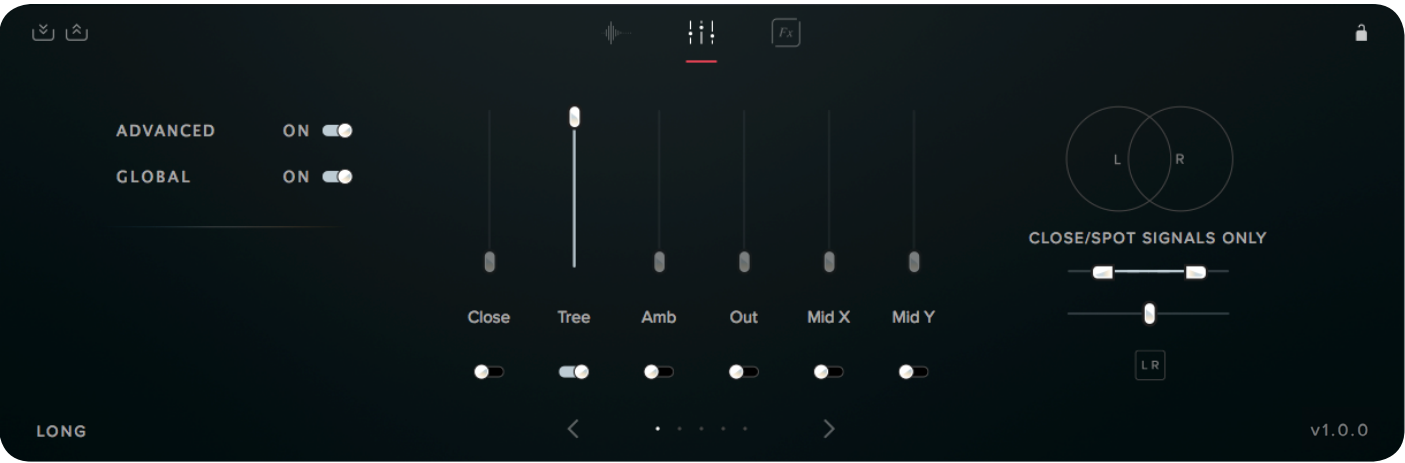 Fx
ADVANCED ON
GLOBAL ON
L R
CLOSE/SPOT SIGNALS ONLY
Close Tree Amb Out Mid X Mid Y
L R
LONG
v1.0.0